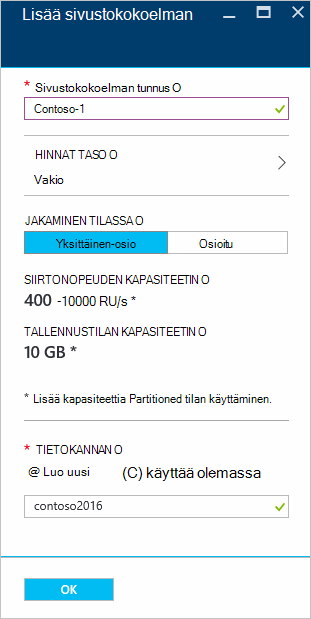 Lisää sivustokokoelman
* Sivustokokoelman tunnus O
Contoso-1
HINNAT TASO O
Vakio
JAKAMINEN TILASSA O
Yksittäinen-osio Osioitu
SIIRTONOPEUDEN KAPASITEETIN O
400 -10000 RU/s *
TALLENNUSTILAN KAPASITEETIN O
10 GB *
* Lisää kapasiteettia Partitioned tilan käyttäminen.
* TIETOKANNAN O
@ Luo uusi (C) käyttää olemassa
contoso2016
OK